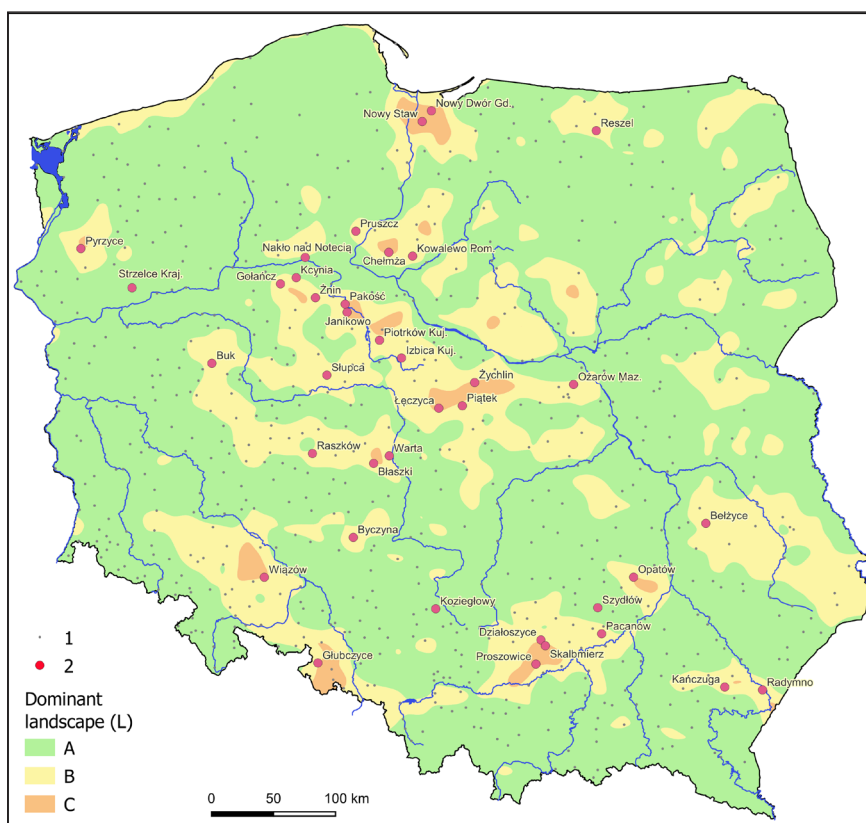 Nowy Dwór Gd.
Nowy Staw
Reszel
Pruszcz
Pyrzyce
Nakło nad Notecią
Chełmża
Kowalewo Pom.
Strzelce Kraj.
Gołańcz
Kcynia
Żnin
Pakość
Janikowo
Piotrków Kuj.
Izbica Kuj.
Buk
Słupca
Żychlin
Ożarów Maz.
Łęczyca
Piątek
Raszków
Warta
Błaszki
Byczyna
Bełżyce
Wiązów
Opatów
Koziegłowy
Szydłów
Pacanów
Działoszyce
Skalbmierz
Proszowice
Głubczyce
Kańczuga
Radymno
1
2
Dominant
landscape (L)
A
B
C
0 50 100 km